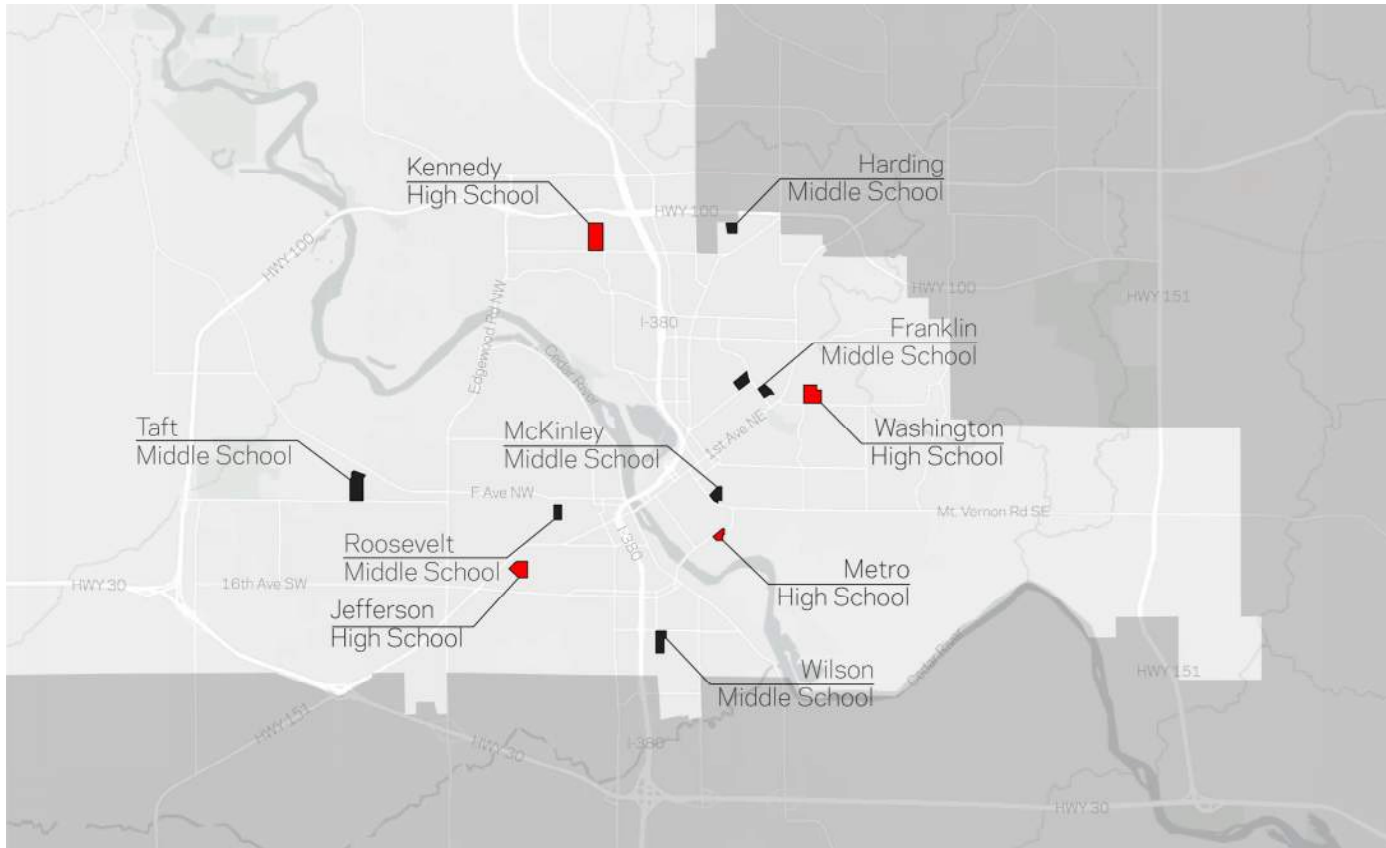 Kennedy
High School
Harding
Middle School
HWY 100
HWY 100
HWY 100
HWY 151
Edgewood Rd NW
I-380
Cedar River
Franklin
Middle School
1st Ave NE
Taft
Middle School
McKinley
Middle School
Washington
High School
F Ave NW
Mt. Vernon Rd SE
I-380
Roosevelt
Middle School
HWY 30
16th Ave SW
Metro
High School
Jefferson
High School
Cedar River
Wilson
Middle School
HWY 151
HWY 151
HWY 30
I-380
HWY 30